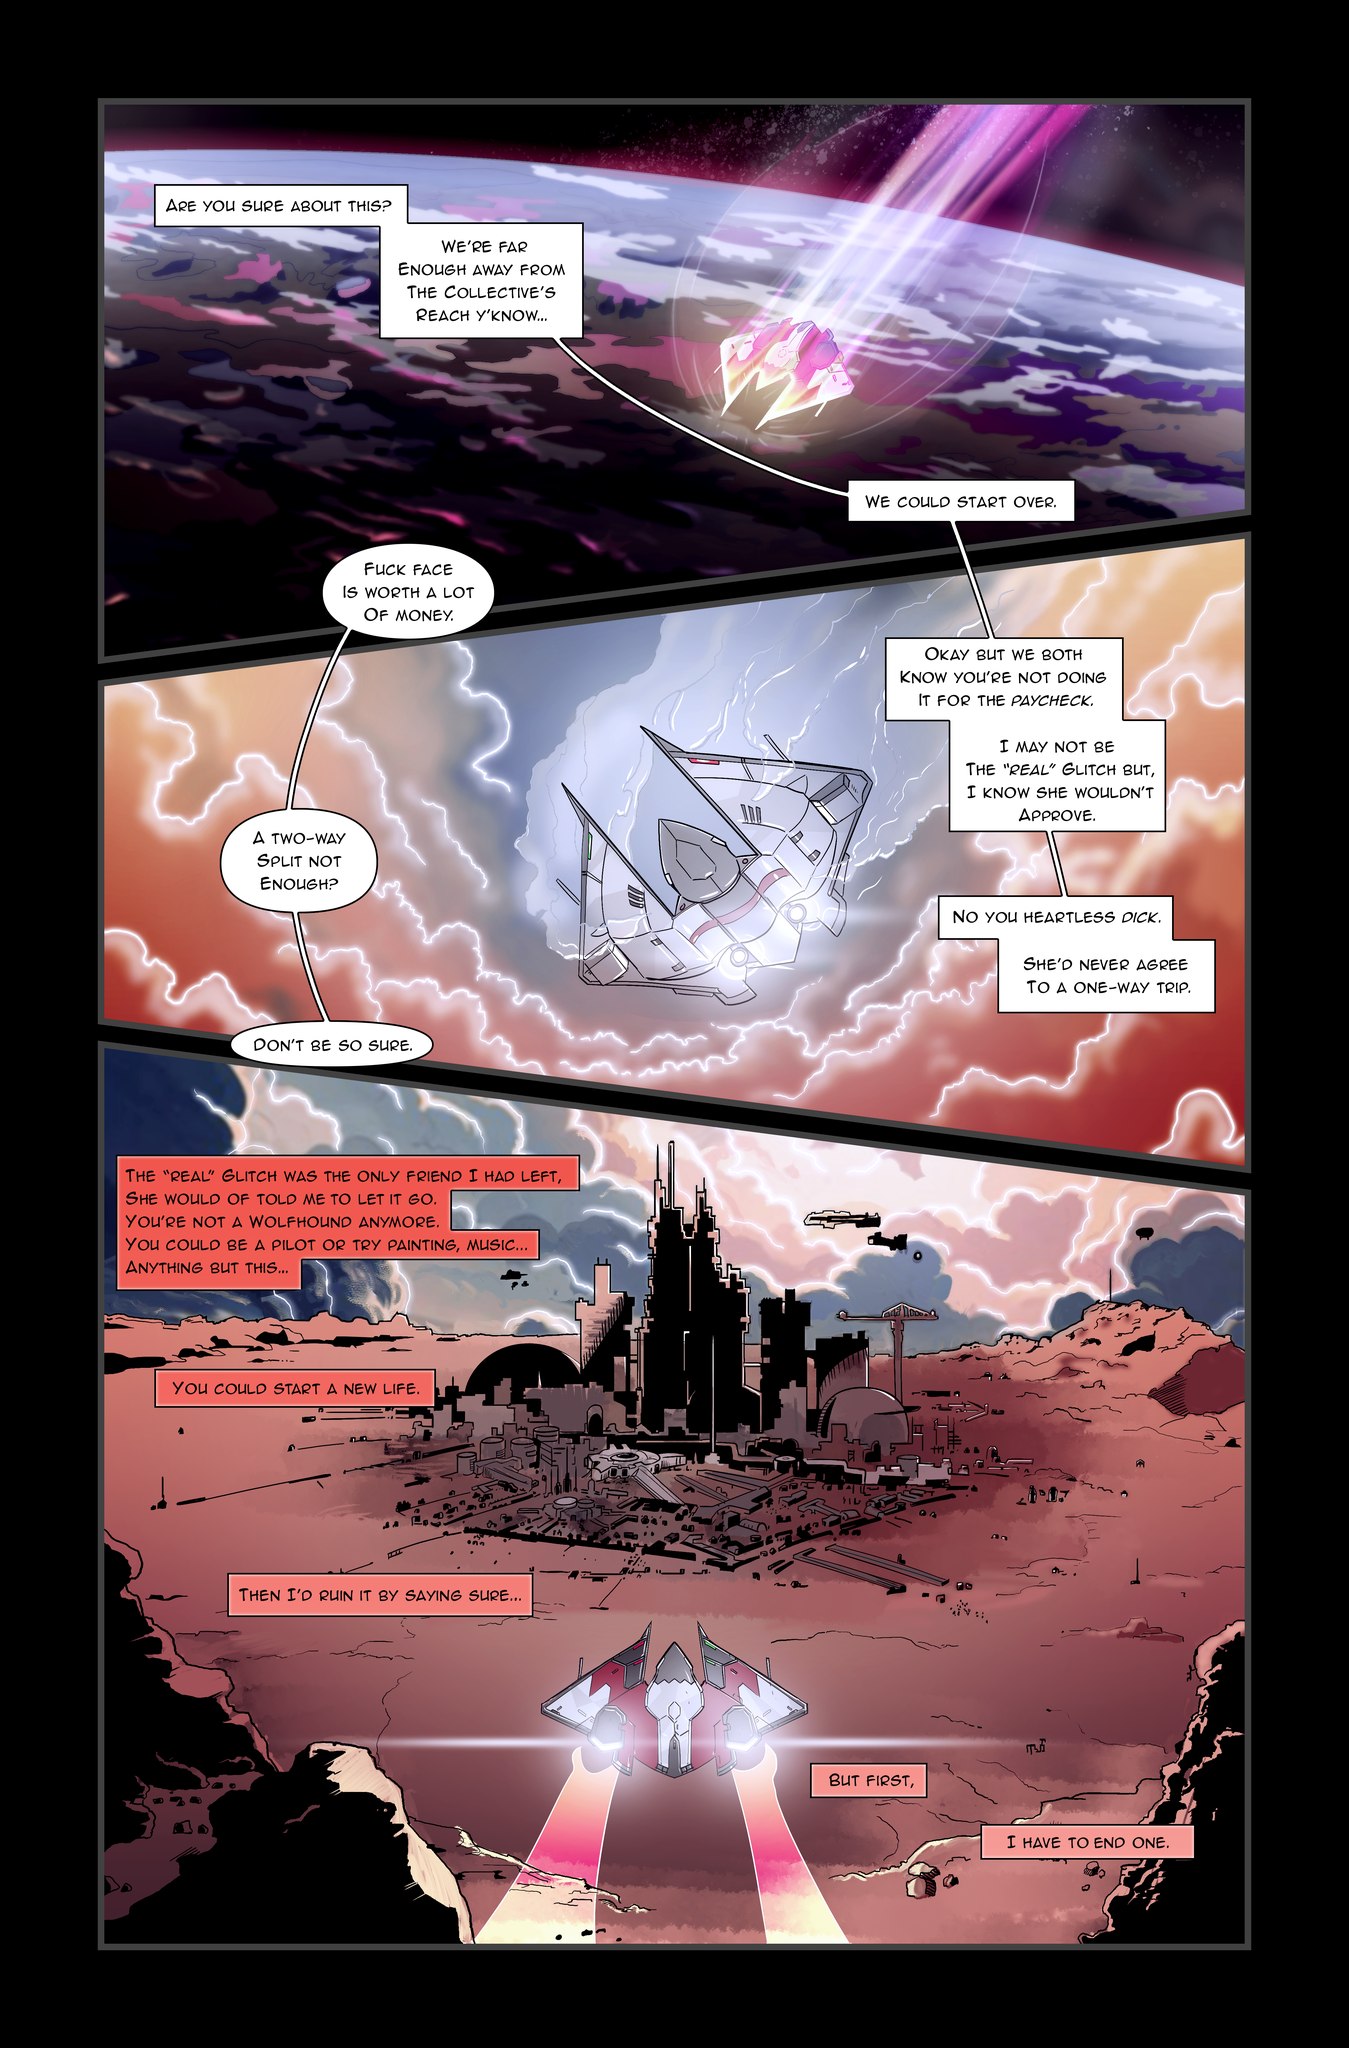 ARE YOU SURE ABOUT THIS?
WE'RE FAR
ENOUGH AWAY FROM
THE COLLECTIVE'S
REACH Y'KNOW...
WE COULD START OVER.
FUCK FACE
IS WORTH A LOT
OF MONEY.
OKAY BUT WE BOTH
KNOW YOU'RE NOT DOING
IT FOR THE PAYCHECK.
I MAY NOT BE
THE "REAL" GLITCH BUT,
I KNOW SHE WOULDN'T
APPROVE.
A TWO-WAY
SPLIT NOT
ENOUGH?
NO YOU HEARTLESS DICK.
SHE'D NEVER AGREE
TO A ONE-WAY TRIP.
DON'T BE SO SURE.
THE "REAL" GLITCH WAS THE ONLY FRIEND I HAD LEFT,
SHE WOULD OF TOLD ME TO LET IT GO.
YOU'RE NOT A WOLFHOUND ANYMORE.
YOU COULD BE A PILOT OR TRY PAINTING, MUSIC...
ANYTHING BUT THIS...
YOU COULD START A NEW LIFE.
THEN I'D RUIN IT BY SAYING SURE...
BUT FIRST,
I HAVE TO END ONE.